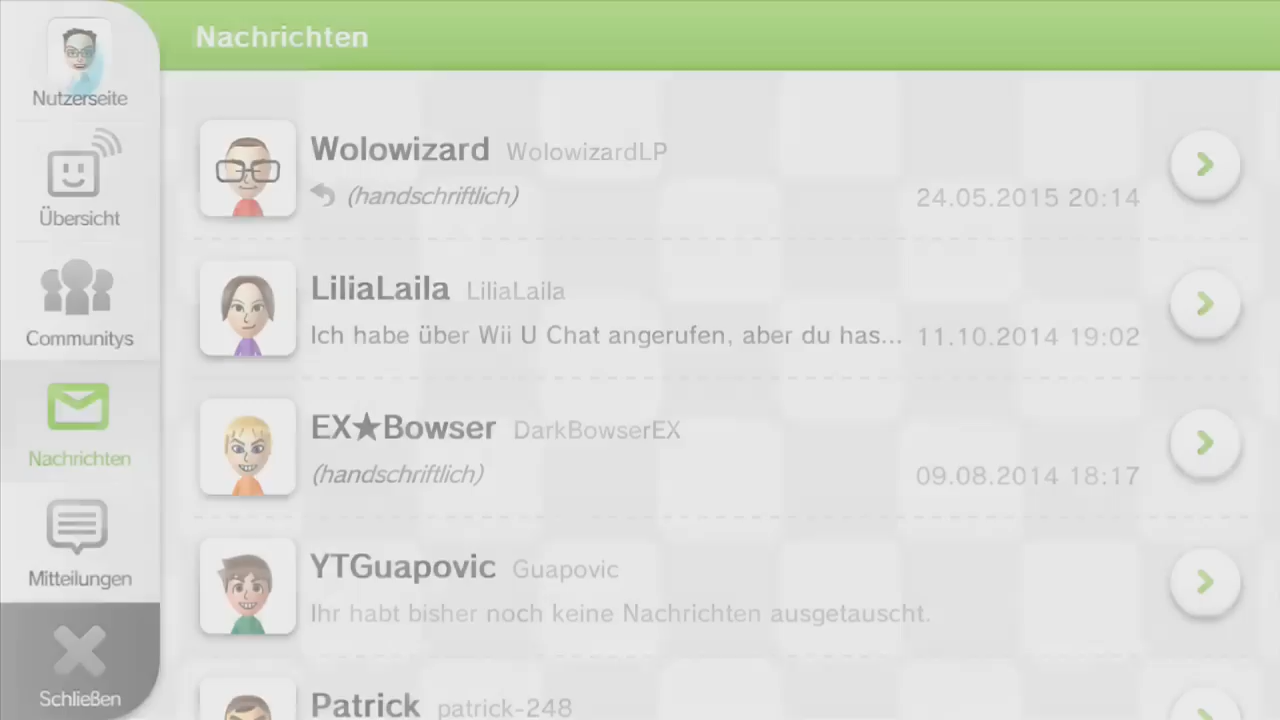 Nachrichten
Nutzerseite
Übersicht
Communitys
Nachrichten
Mitteilungen
Schließen
Wolowizard WolowizardLP
(handschriftlich) 24.05.2015 20:14
LiliaLaila LiliaLaila
Ich habe über Wii U Chat angerufen, aber du has... 11.10.2014 19:02
EX★Bowser DarkBowserEX
(handschriftlich) 09.08.2014 18:17
YTGuapovic Guapovic
Ihr habt bisher noch keine Nachrichten ausgetauscht.
Patrick patrick-248